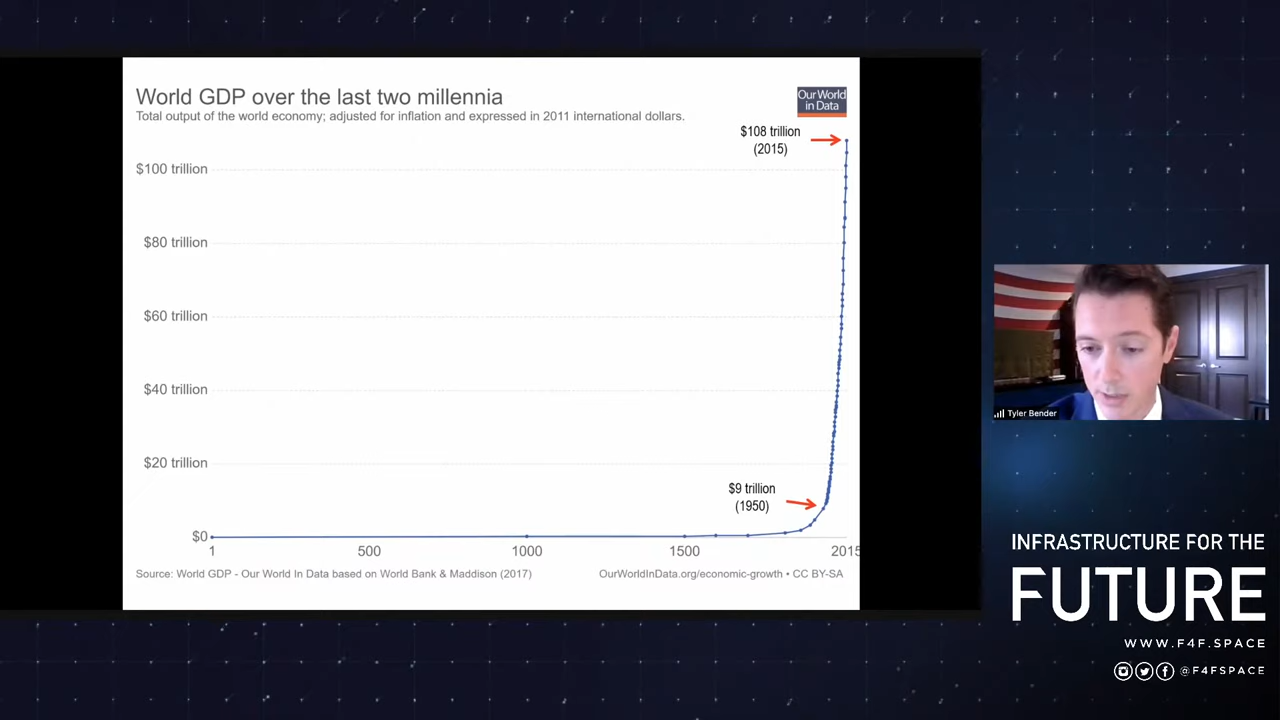 World GDP over the last two millennia
Total output of the world economy; adjusted for inflation and expressed in 2011 international dollars.
Our World
in Data
$108 trillion
(2015)
$100 trillion
$80 trillion
$60 trillion
$40 trillion
$20 trillion
$9 trillion
(1950)
$0
1 500 1000 1500 2015
Source: World GDP - Our World In Data based on World Bank & Maddison (2017) OurWorldInData.org/economic-growth • CC BY-SA
Tyler Bender
INFRASTRUCTURE FOR THE
FUTURE
WWW.F4F.SPACE
@F4FSPACE